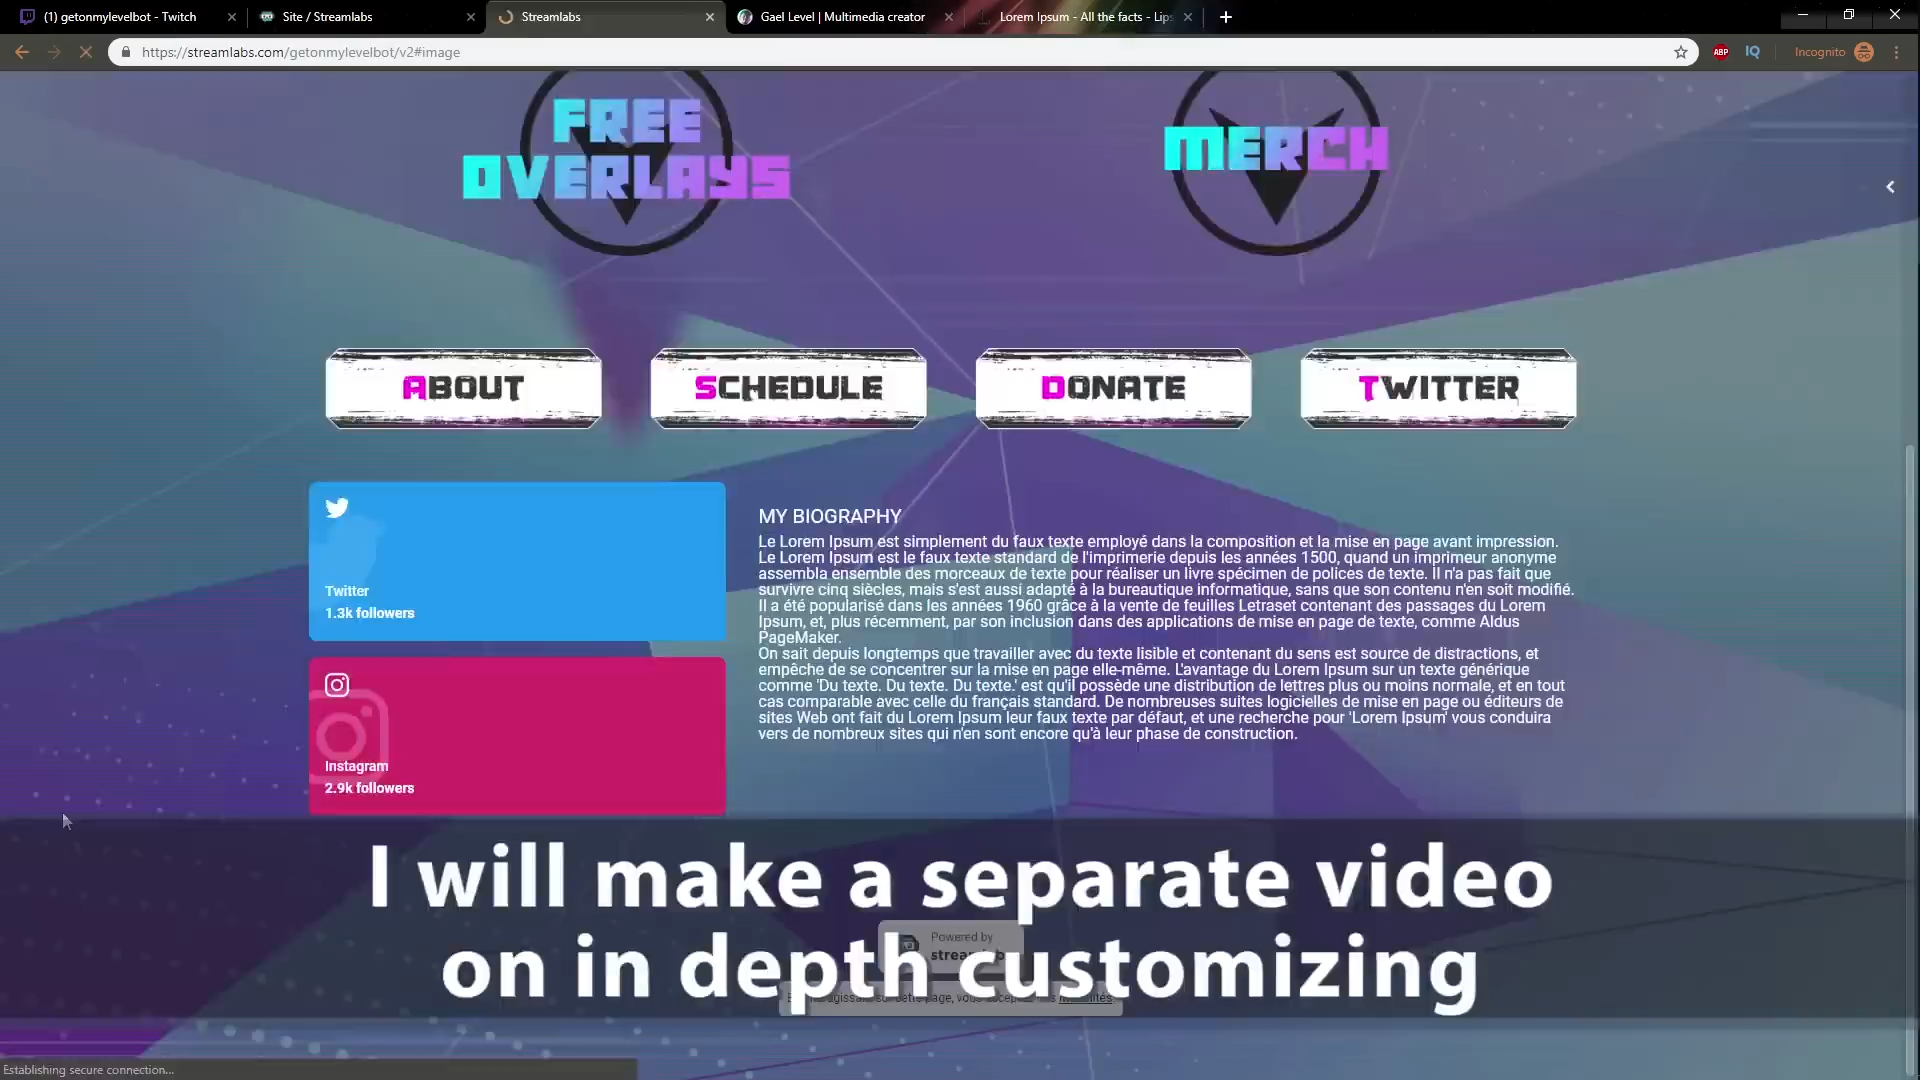 (1) getonmylevelbot - Twitch
Site / Streamlabs
Streamlabs
Gael Level | Multimedia creator
Lorem Ipsum - All the facts - Lips
https://streamlabs.com/getonmylevelbot/v2#image
ABP
IQ
Incognito
FREE
OVERLAYS
MERCH
ABOUT
SCHEDULE
DONATE
TWITTER
Twitter
1.3k followers
Instagram
2.9k followers
MY BIOGRAPHY
Le Lorem Ipsum est simplement du faux texte employé dans la composition et la mise en page avant impression.
Le Lorem Ipsum est le faux texte standard de l'imprimerie depuis les années 1500, quand un imprimeur anonyme
assembla ensemble des morceaux de texte pour réaliser un livre spécimen de polices de texte. Il n'a pas fait que
survivre cinq siècles, mais s'est aussi adapté à la bureautique informatique, sans que son contenu n'en soit modifié.
Il a été popularisé dans les années 1960 grâce à la vente de feuilles Letraset contenant des passages du Lorem
Ipsum, et, plus récemment, par son inclusion dans des applications de mise en page de texte, comme Aldus
PageMaker.
On sait depuis longtemps que travailler avec du texte lisible et contenant du sens est source de distractions, et
empêche de se concentrer sur la mise en page elle-même. L'avantage du Lorem Ipsum sur un texte générique
comme 'Du texte. Du texte. Du texte.' est qu'il possède une distribution de lettres plus ou moins normale, et en tout
cas comparable avec celle du français standard. De nombreuses suites logicielles de mise en page ou éditeurs de
sites Web ont fait du Lorem Ipsum leur faux texte par défaut, et une recherche pour 'Lorem Ipsum' vous conduira
vers de nombreux sites qui n'en sont encore qu'à leur phase de construction.
I will make a separate video
on in depth customizing
Powered by
Establishing secure connection...